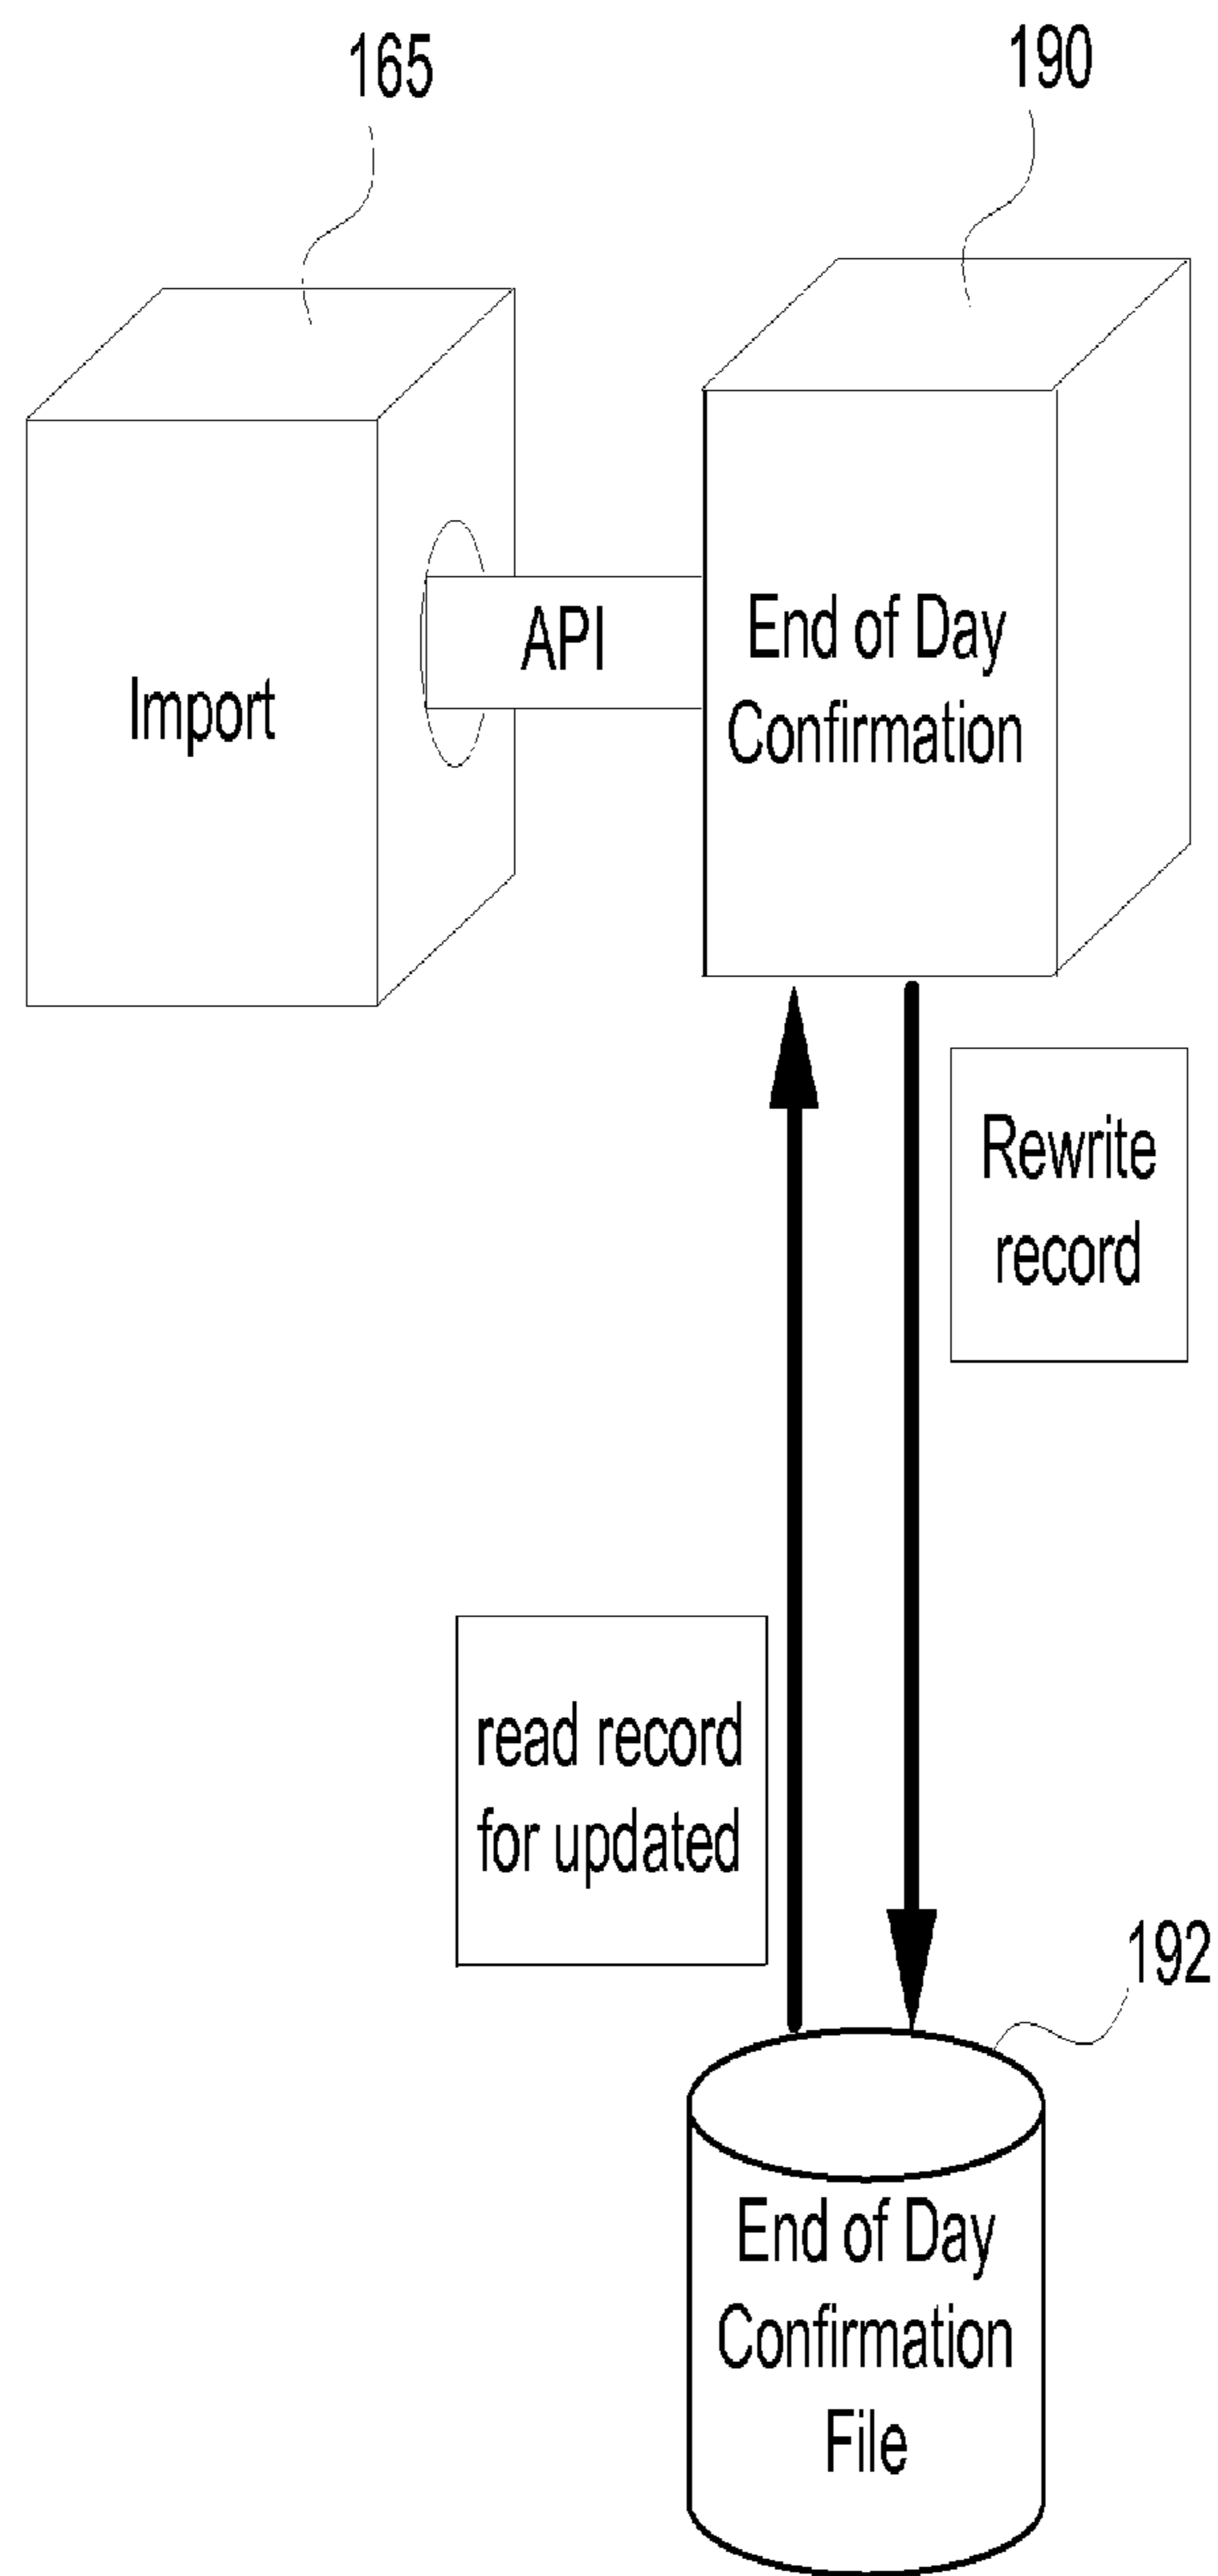 165
190
Import
API
End of Day
Confirmation
Rewrite
record
read record
for updated
192
End of Day
Confirmation
File